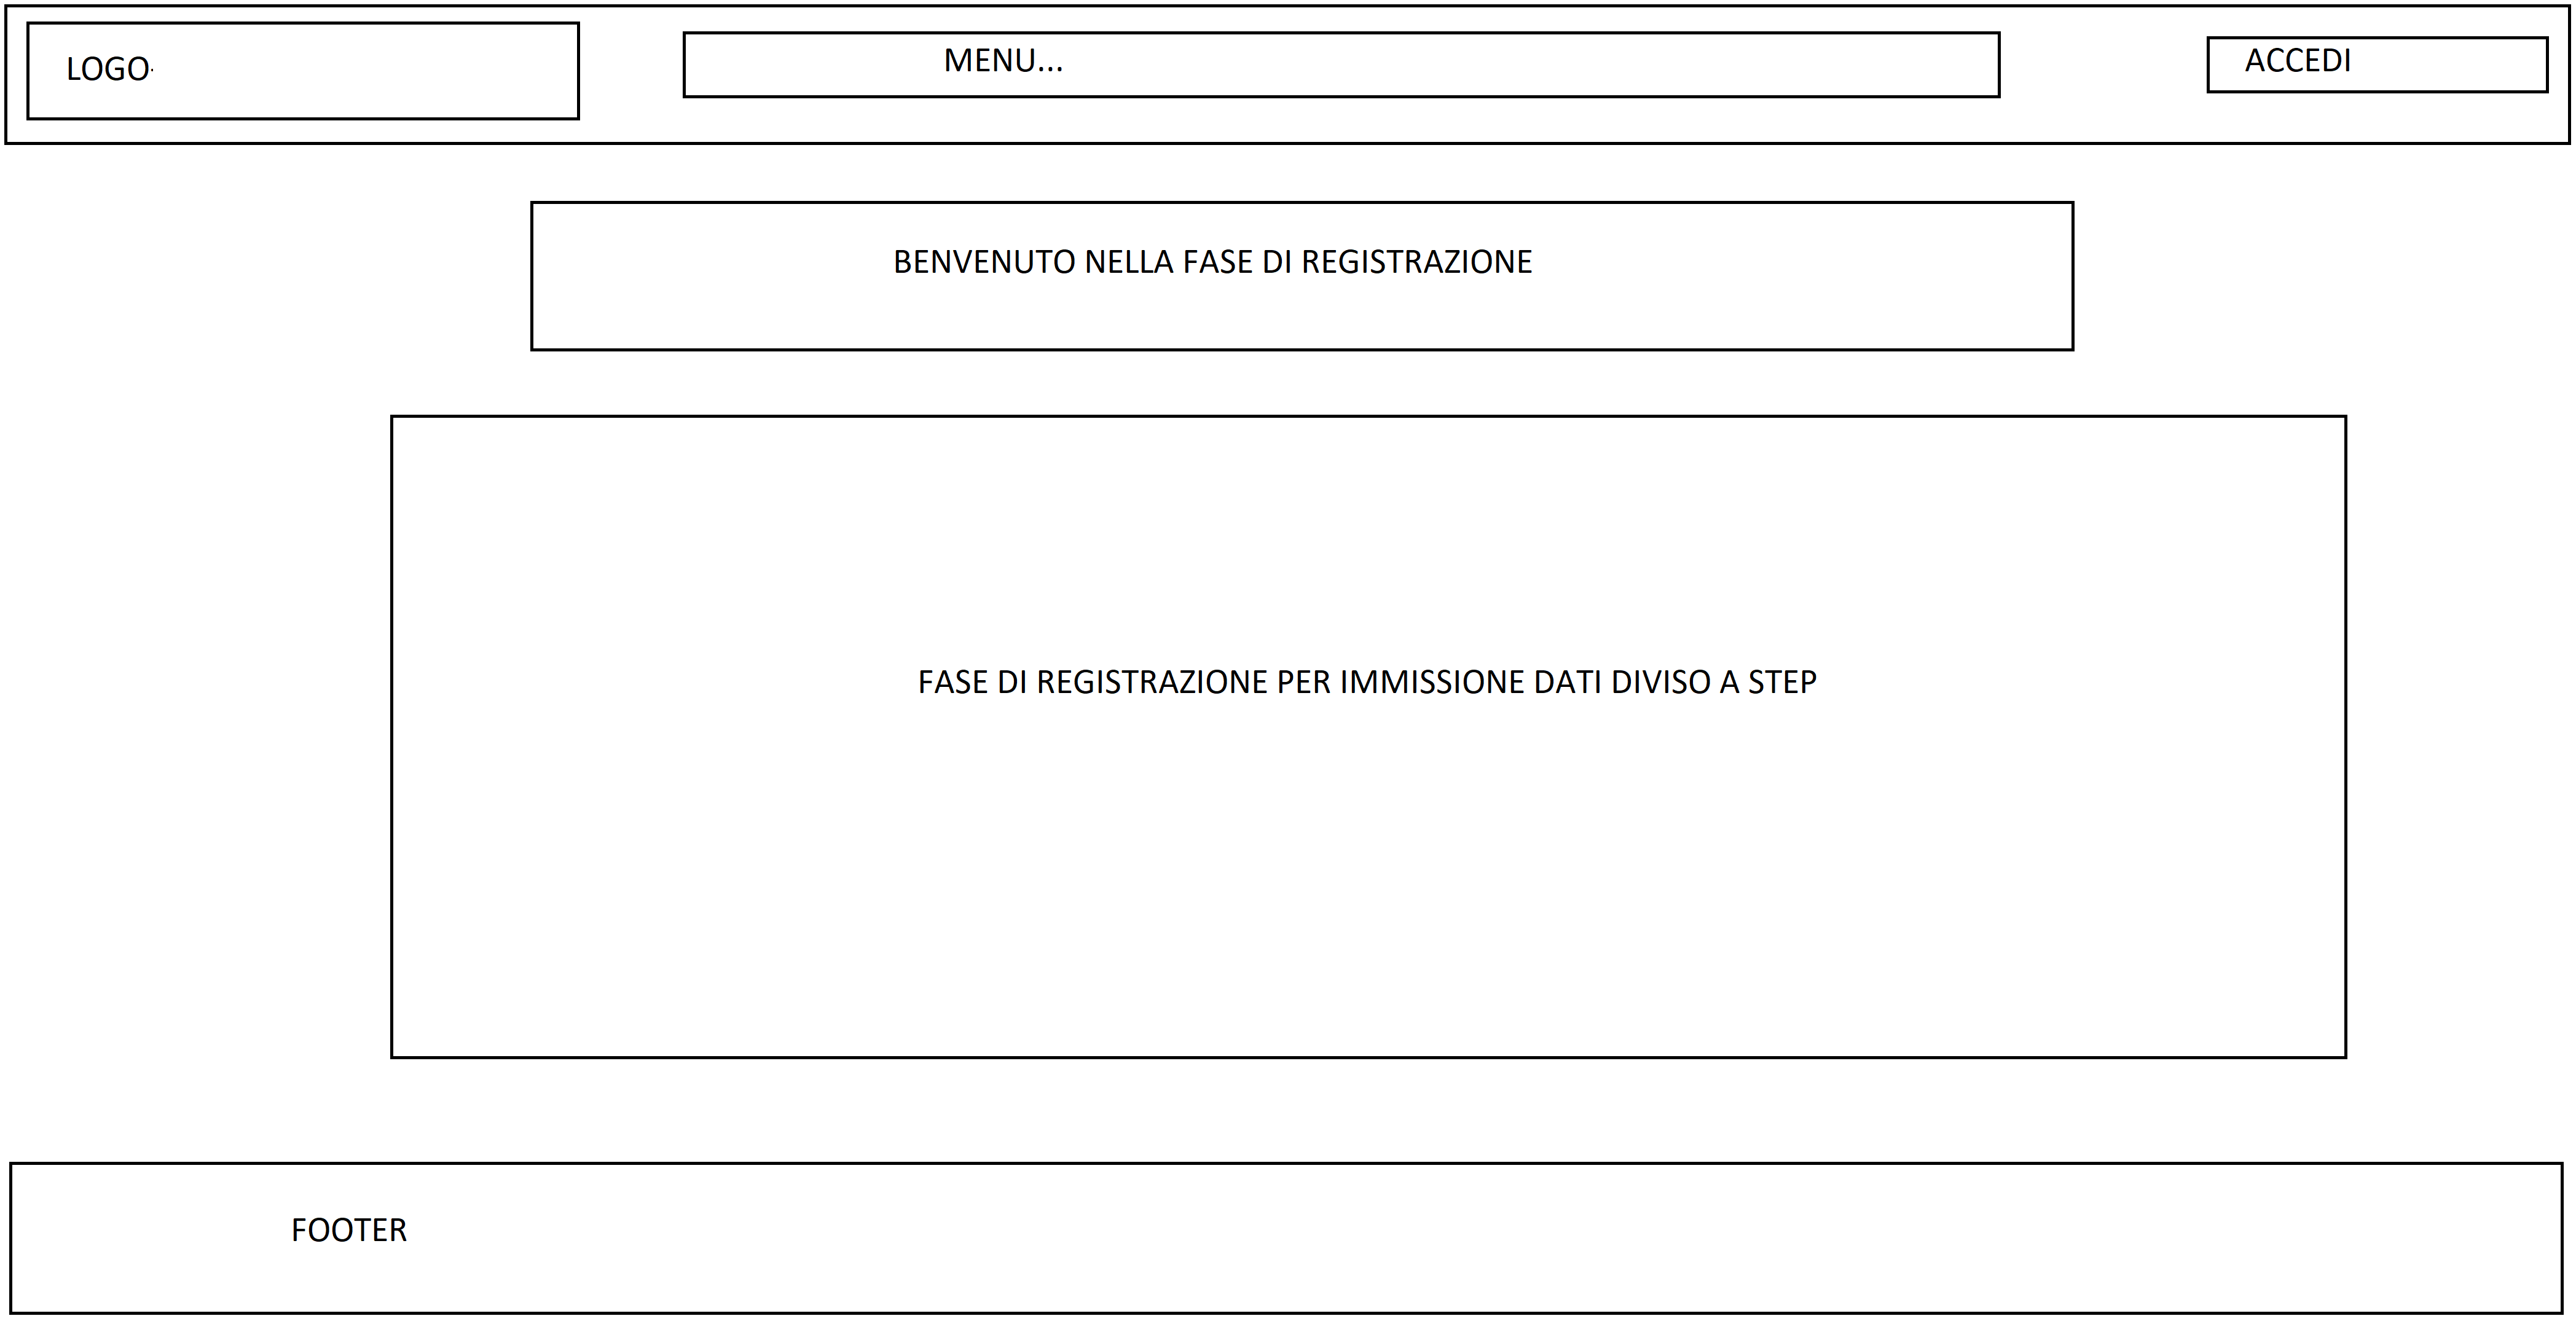 LOGO
MENU...
ACCEDI
BENVENUTO NELLA FASE DI REGISTRAZIONE
FASE DI REGISTRAZIONE PER IMMISSIONE DATI DIVISO A STEP
FOOTER